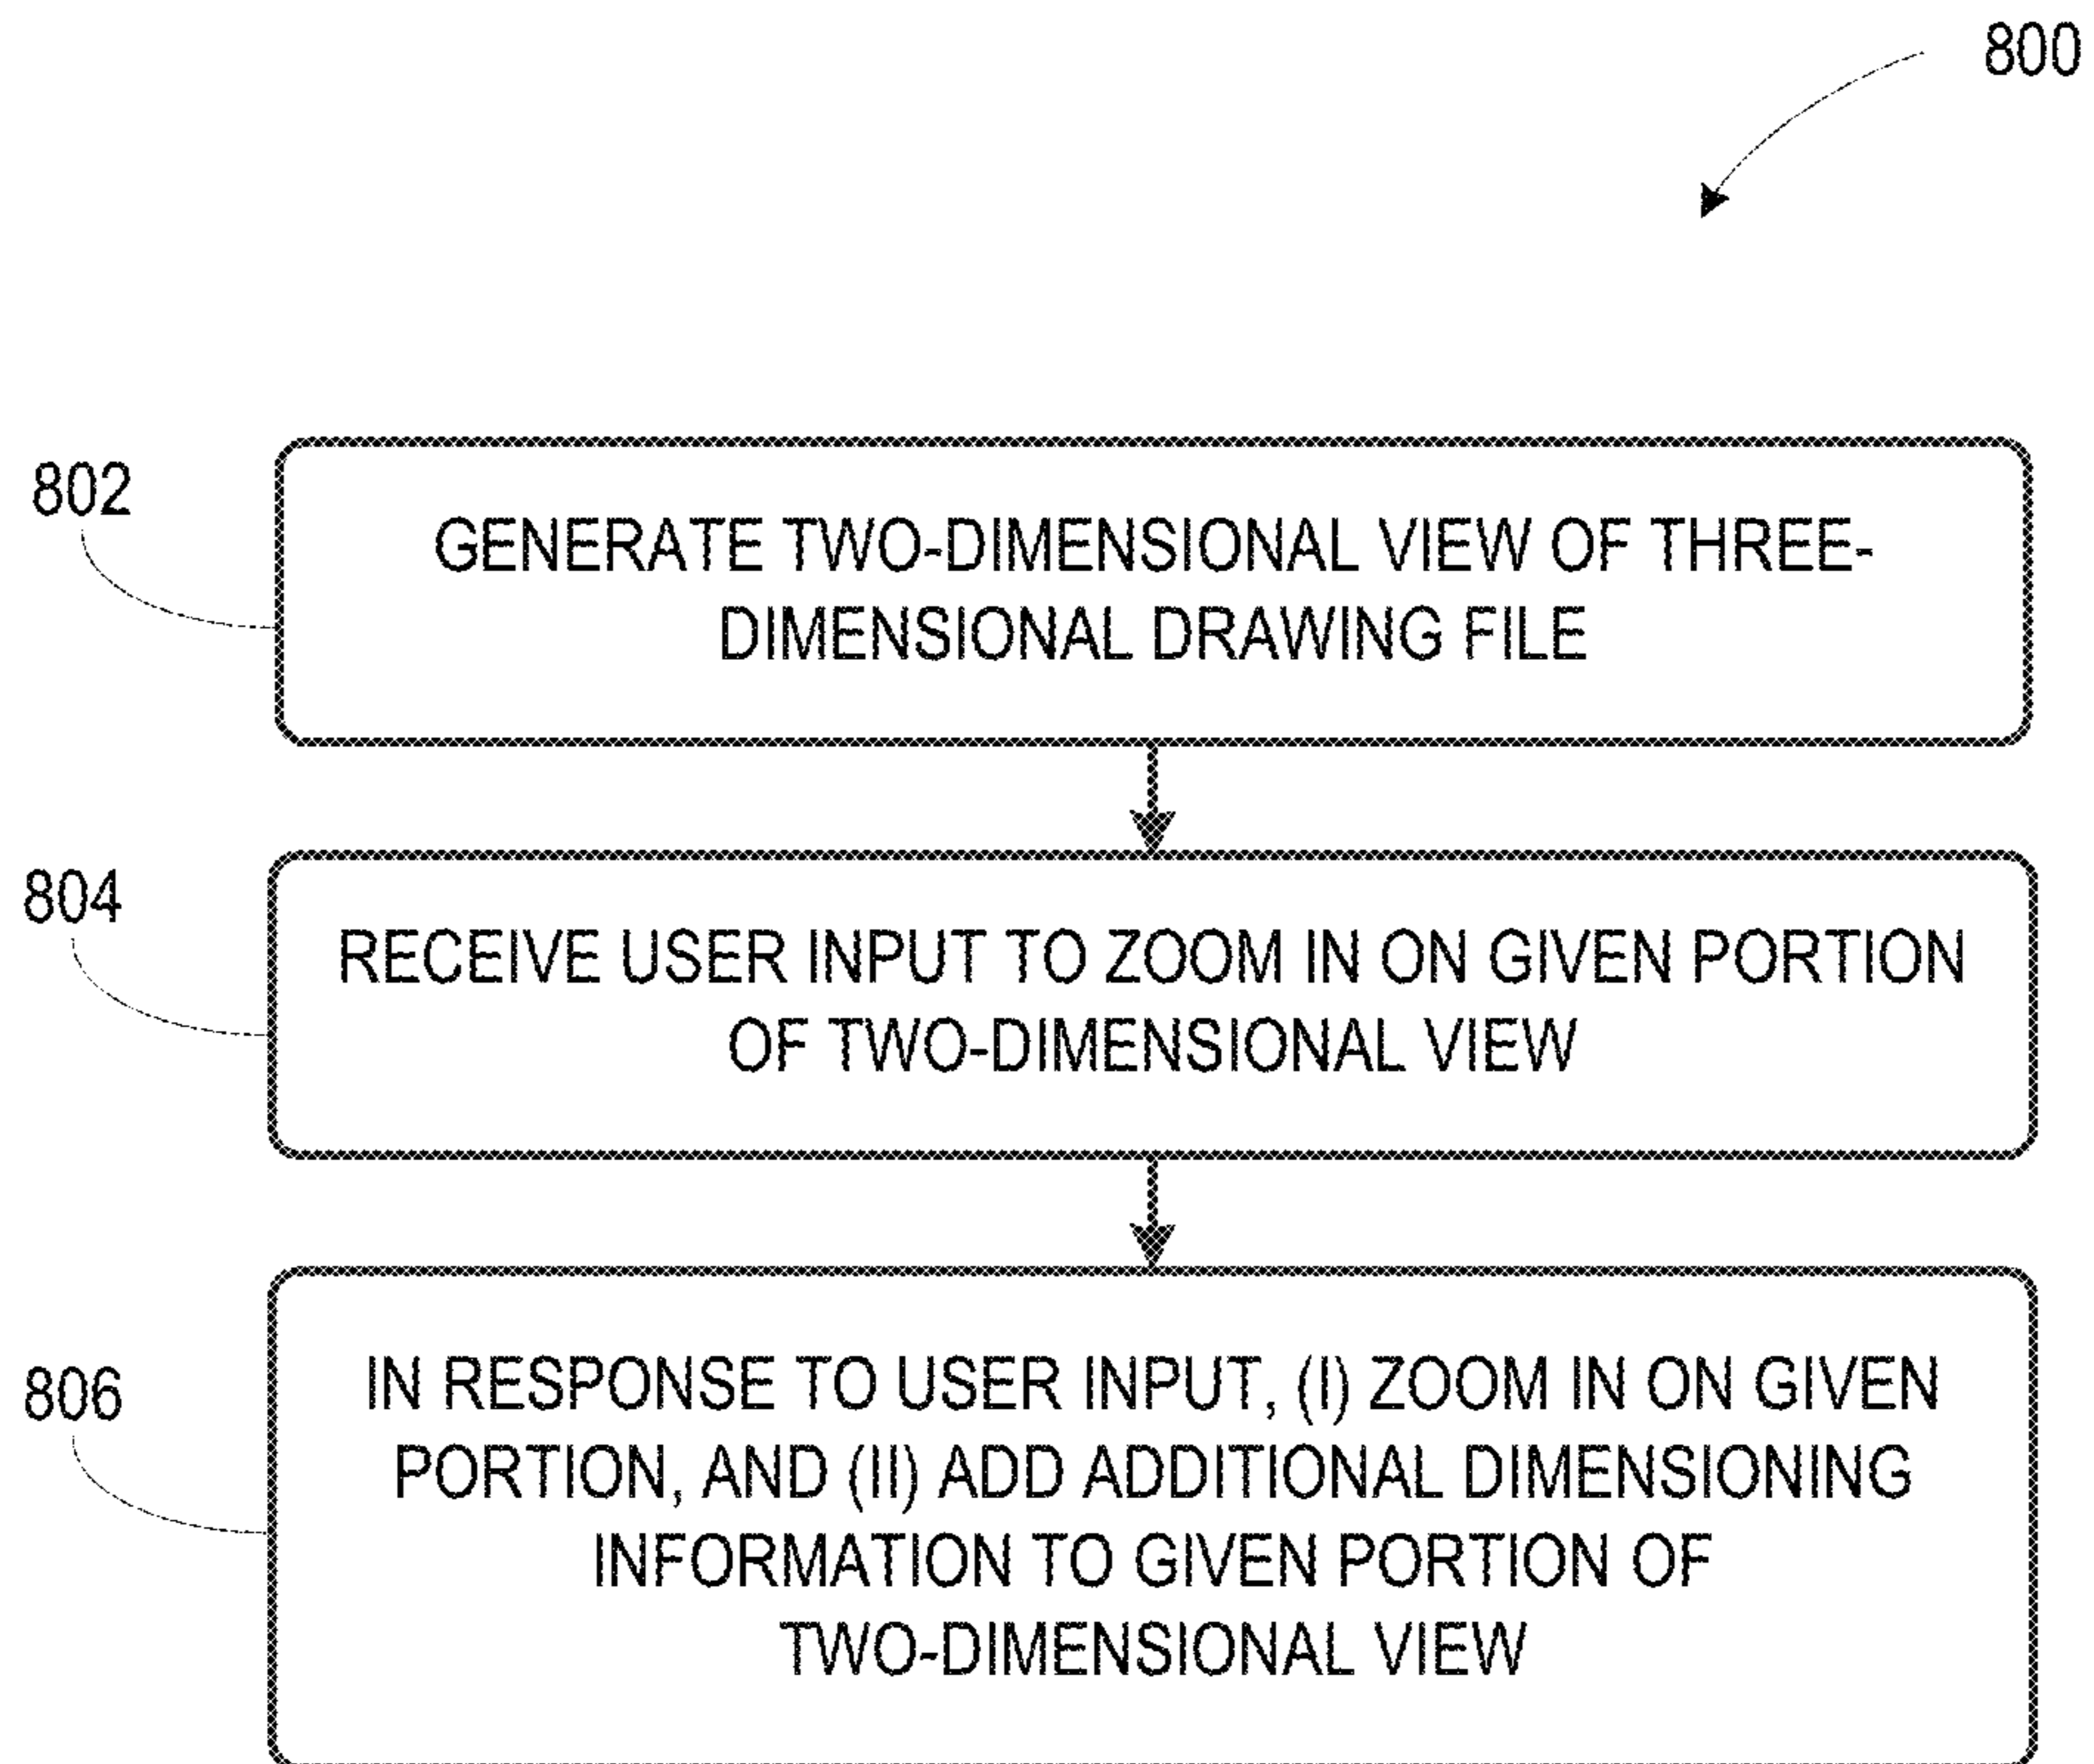 800
802
GENERATE TWO-DIMENSIONAL VIEW OF THREE-
DIMENSIONAL DRAWING FILE
804
RECEIVE USER INPUT TO ZOOM IN ON GIVEN PORTION
OF TWO-DIMENSIONAL VIEW
806
IN RESPONSE TO USER INPUT, (I) ZOOM IN ON GIVEN
PORTION, AND (II) ADD ADDITIONAL DIMENSIONING
INFORMATION TO GIVEN PORTION OF
TWO-DIMENSIONAL VIEW